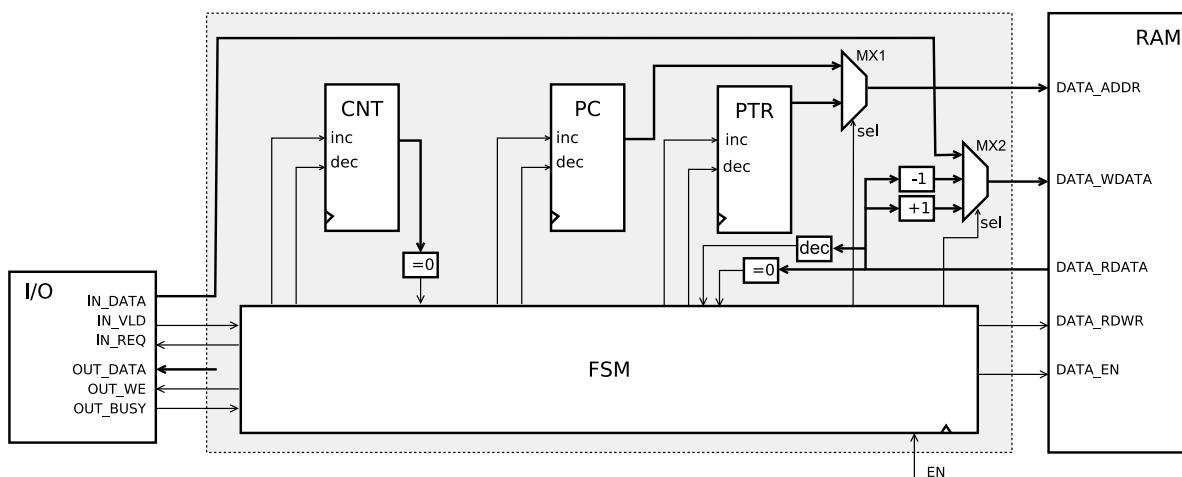 RAM
MX1
CNT
PC
PTR
DATA_ADDR
inc
inc
inc
sel
dec
dec
dec
MX2
-1
DATA_WDATA
+1
sel
dec
=0
=0
DATA_RDATA
I/O
IN_DATA
IN_VLD
DATA_RDWR
IN_REQ
OUT_DATA
FSM
DATA_EN
OUT_WE
OUT_BUSY
EN